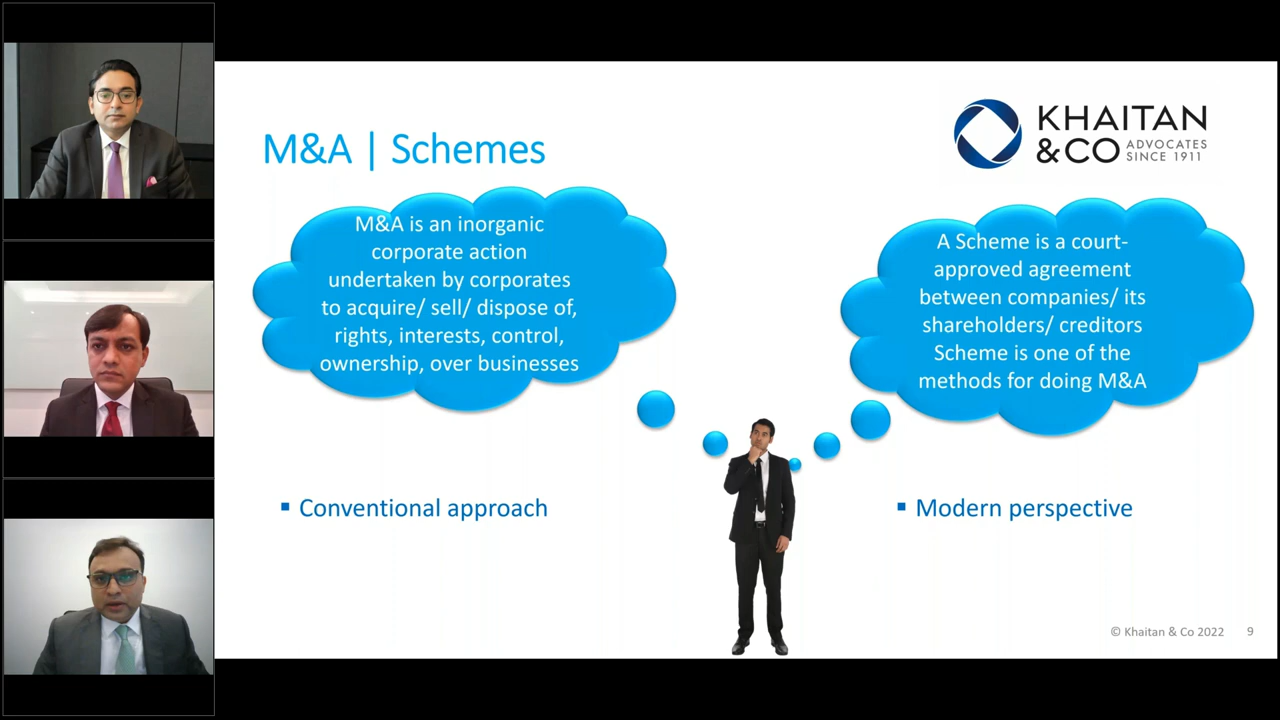 M&A | Schemes
KHAITAN
&CO ADVOCATES
SINCE 1911
M&A is an inorganic
corporate action
undertaken by corporates
to acquire/ sell/ dispose of,
rights, interests, control,
ownership, over businesses
A Scheme is a court-
approved agreement
between companies/ its
shareholders/ creditors
Scheme is one of the
methods for doing M&A
▪ Conventional approach
▪ Modern perspective
© Khaitan & Co 2022 9